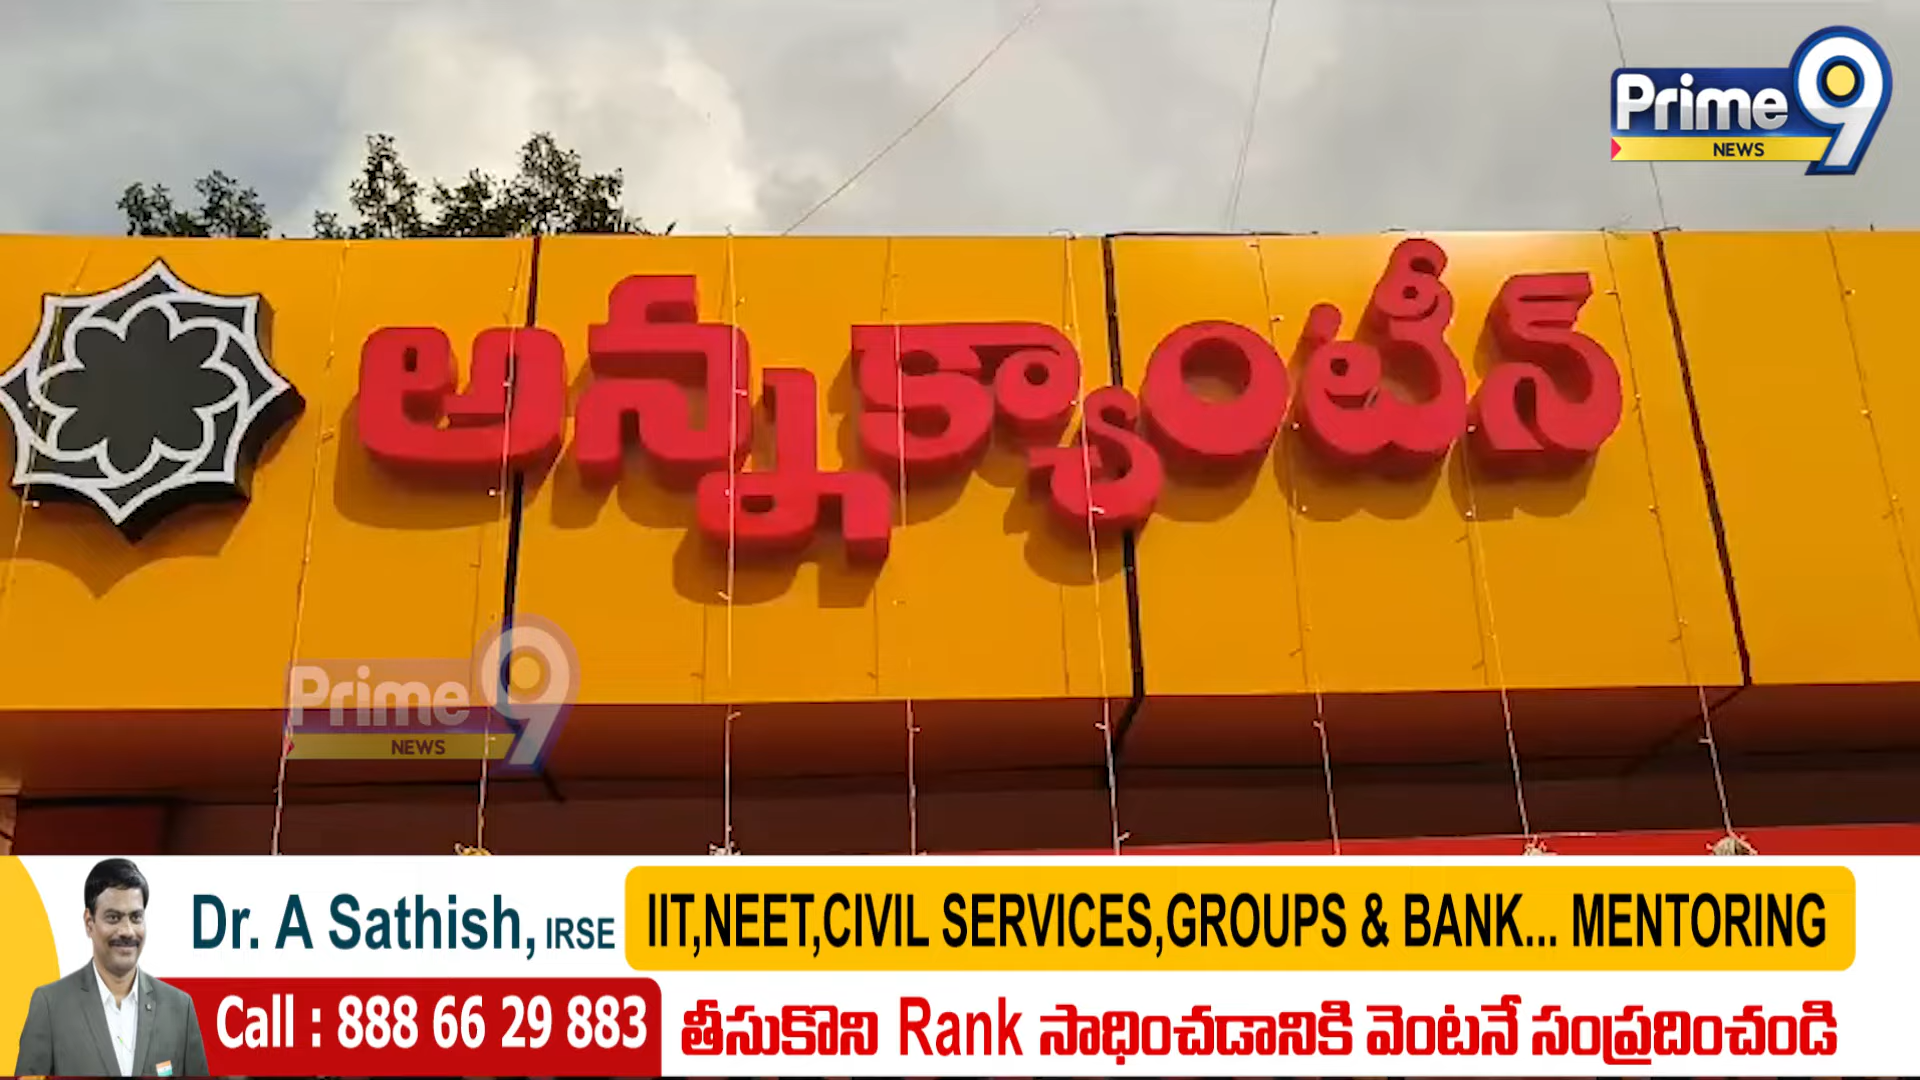 Prime 9
NEWS
అన్న క్యాంటీన్
Prime 9
NEWS
Dr. A Sathish, IRSE
IIT,NEET,CIVIL SERVICES,GROUPS & BANK... MENTORING
Call : 888 66 29 883
తీసుకొని Rank సాధించడానికి వెంటనే సంప్రదించండి